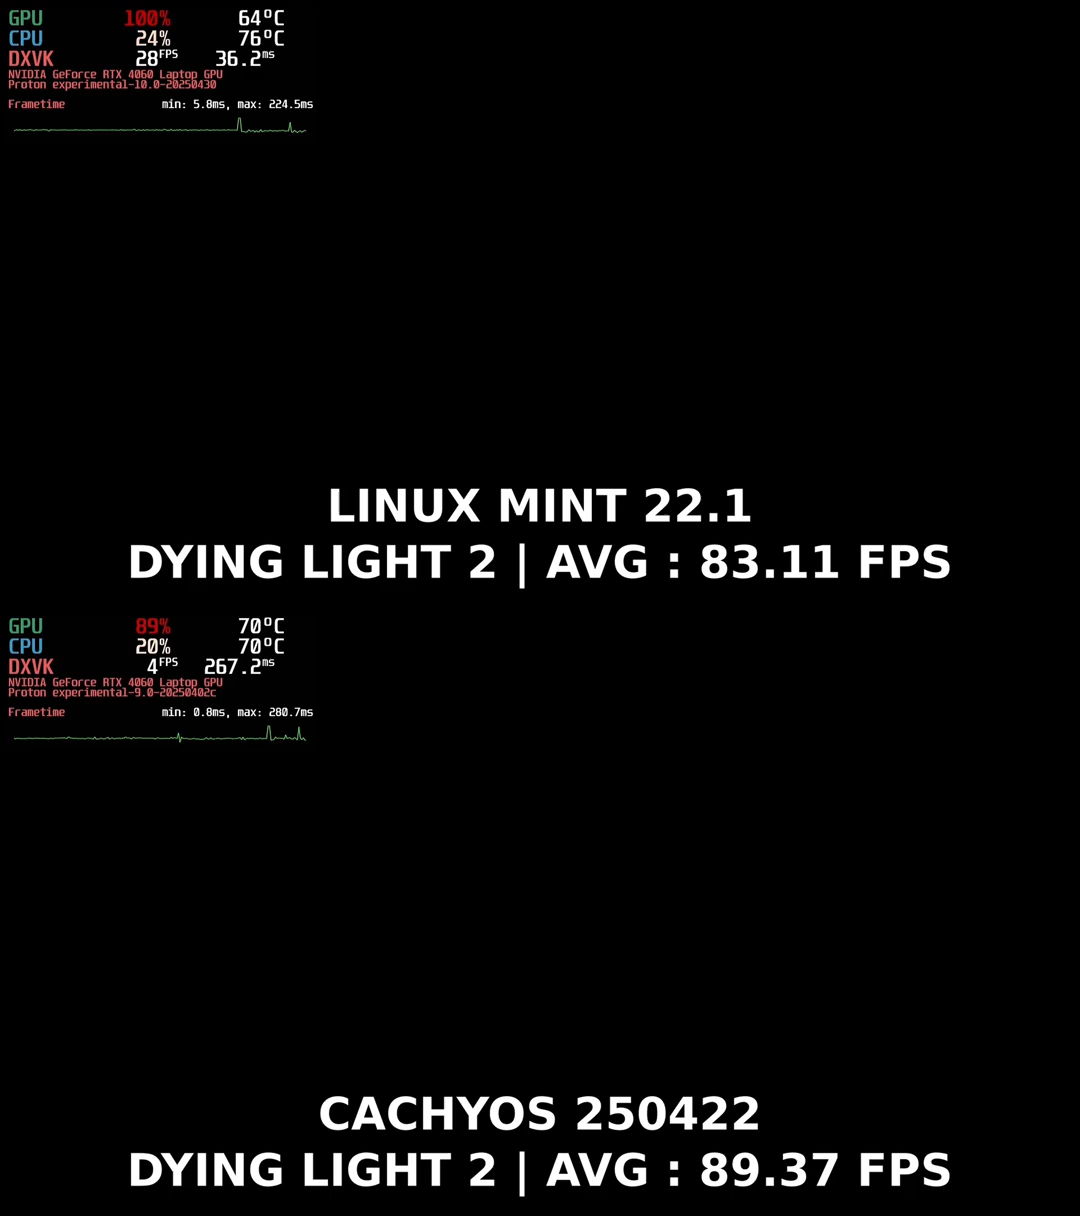 GPU 100% 64°C
CPU 24% 76°C
DXVK 28FPS 36.2ms
NVIDIA GeForce RTX 4060 Laptop GPU
Proton experimental-10.0-20250430
Frametime min: 5.8ms, max: 224.5ms
LINUX MINT 22.1
DYING LIGHT 2 | AVG : 83.11 FPS
GPU 89% 70°C
CPU 20% 70°C
DXVK 4FPS 267.2ms
NVIDIA GeForce RTX 4060 Laptop GPU
Proton experimental-9.0-20250402c
Frametime min: 0.8ms, max: 280.7ms
CACHYOS 250422
DYING LIGHT 2 | AVG : 89.37 FPS